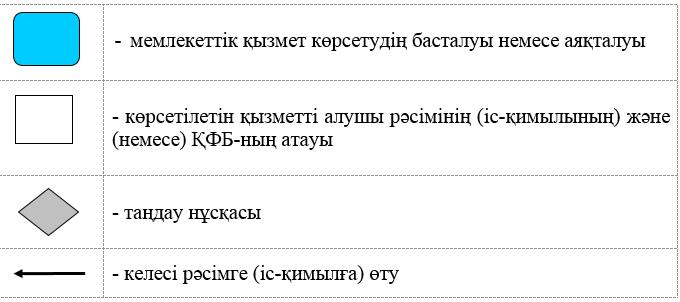 - мемлекеттік қызмет көрсетудің басталуы немесе аяқталуы
- көрсетілетін қызметті алушы рәсімінің (іс-қимылының) және
(немесе) ҚФБ-ның атауы
- таңдау нұсқасы
- келесі рәсімге (іс-қимылға) өту